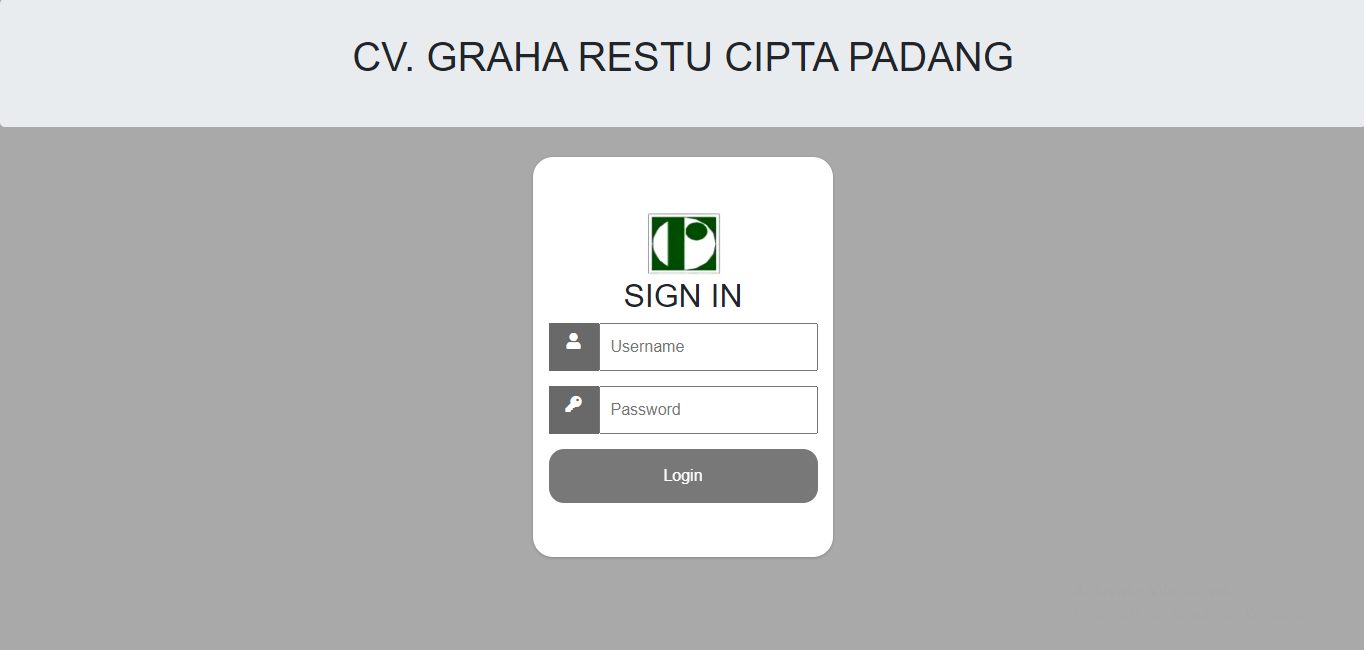 CV. GRAHA RESTU CIPTA PADANG
SIGN IN
Username
Password
Login